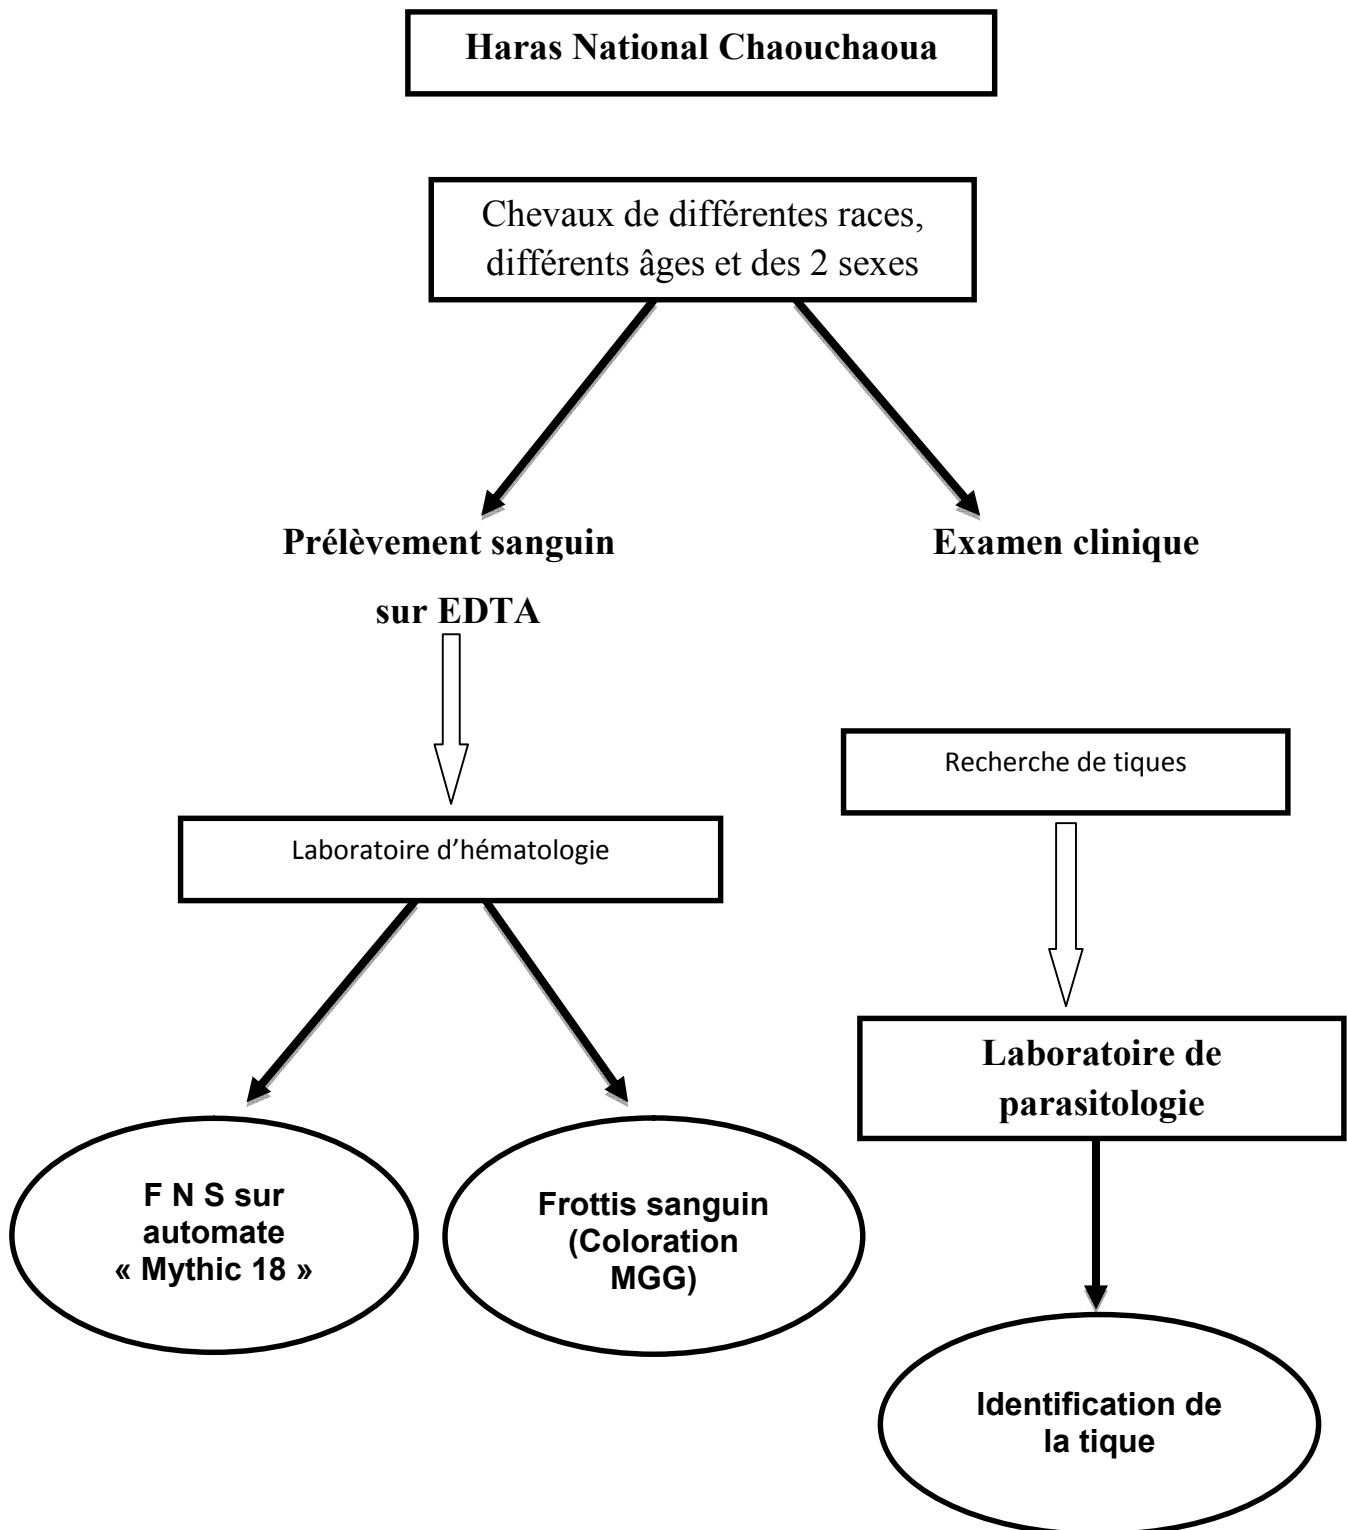 Haras National Chaouchaoua
Chevaux de différentes races,
différents âges et des 2 sexes
Prélèvement sanguin
sur EDTA
Examen clinique
Recherche de tiques
Laboratoire d’hématologie
Laboratoire de
parasitologie
F N S sur
automate
« Mythic 18 »
Frottis sanguin
(Coloration
MGG)
Identification de
la tique